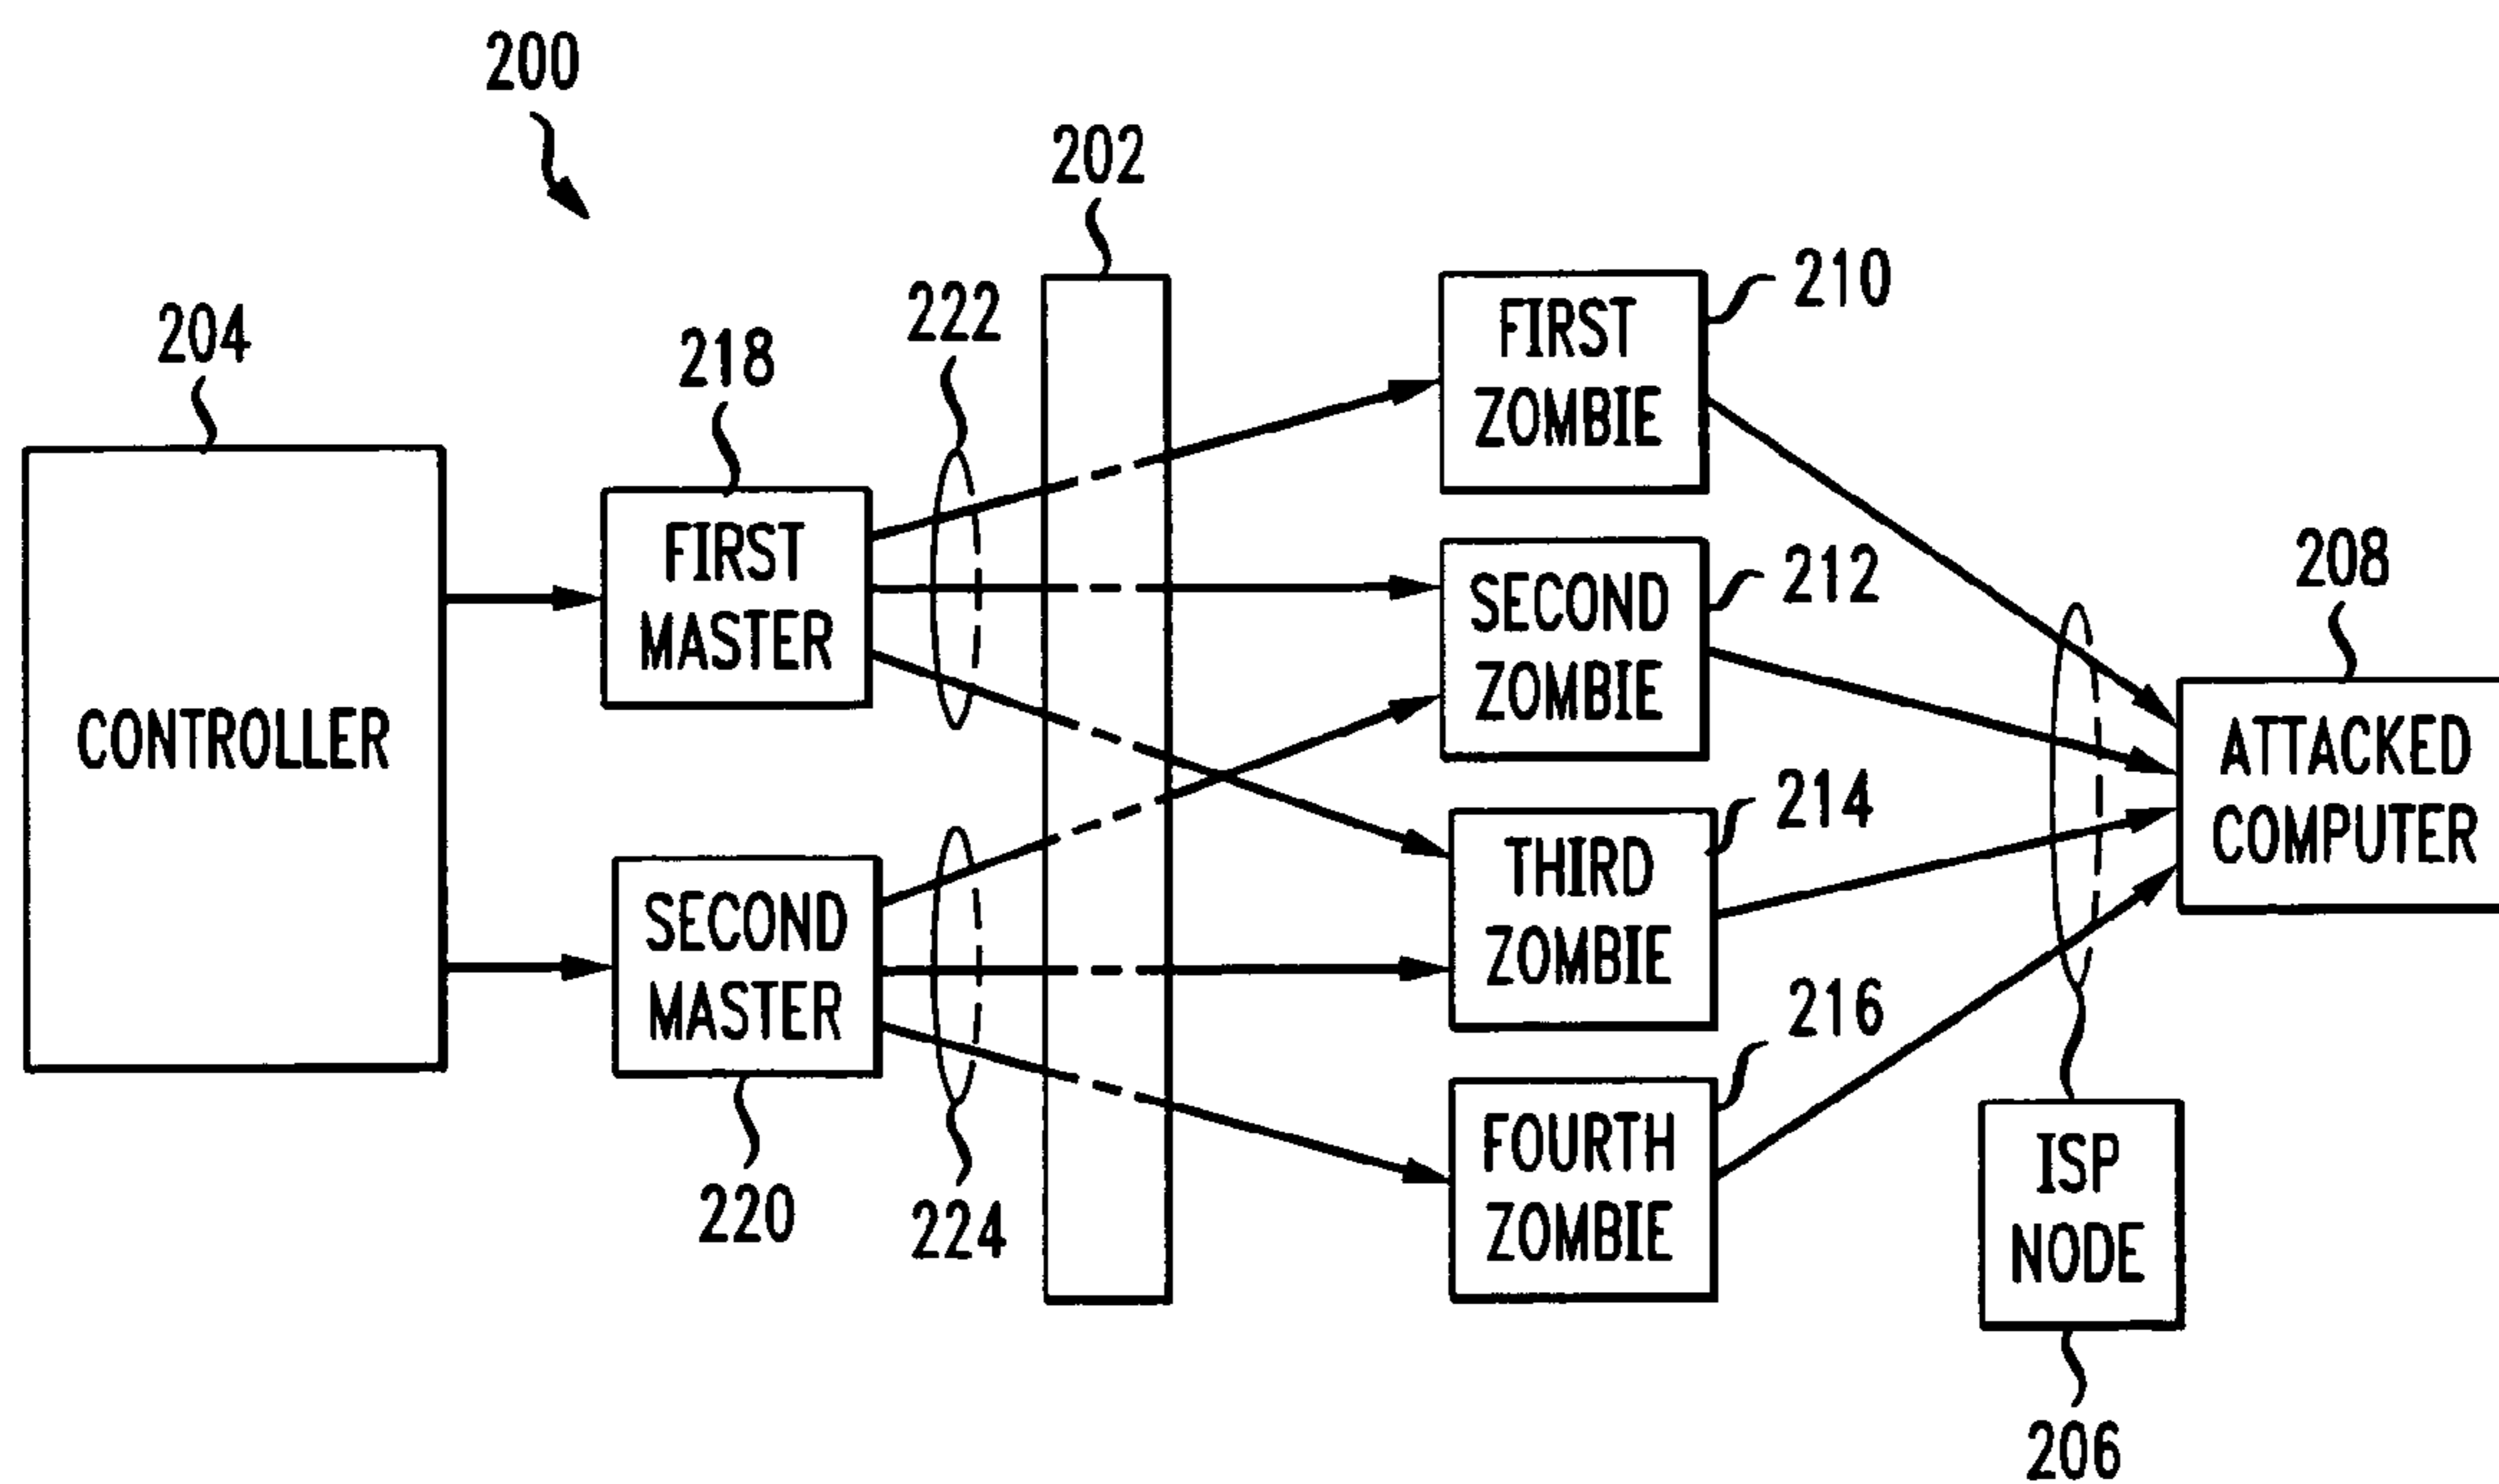 200
202
204
218
222
210
FIRST
ZOMBIE
FIRST
MASTER
212
SECOND
ZOMBIE
208
CONTROLLER
ATTACKED
COMPUTER
214
THIRD
ZOMBIE
SECOND
MASTER
216
FOURTH
ZOMBIE
220
224
ISP
NODE
206